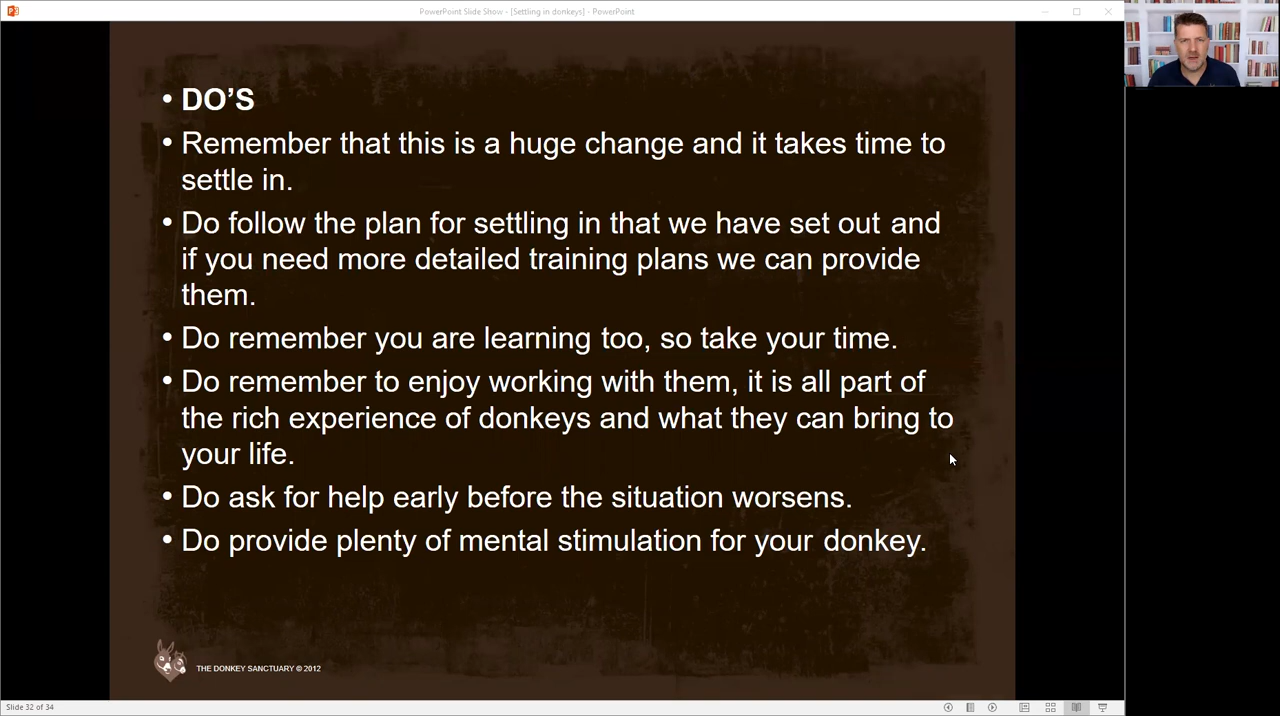 PowerPoint Slide Show - [Settling in donkeys] - PowerPoint
• DO’S
• Remember that this is a huge change and it takes time to
settle in.
• Do follow the plan for settling in that we have set out and
if you need more detailed training plans we can provide
them.
• Do remember you are learning too, so take your time.
• Do remember to enjoy working with them, it is all part of
the rich experience of donkeys and what they can bring to
your life.
• Do ask for help early before the situation worsens.
• Do provide plenty of mental stimulation for your donkey.
THE DONKEY SANCTUARY © 2012
Slide 32 of 34